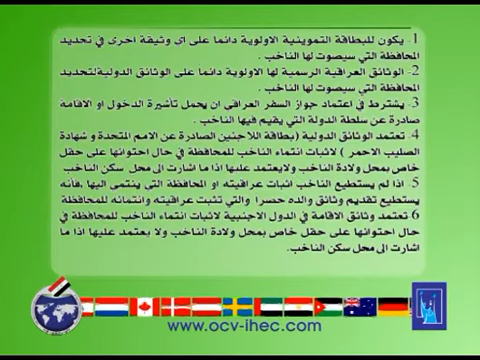 1- يكون للبطاقة التموينية الاولوية دائما على اى وثيقة اخرى في تحديد
المحافظة التي سيصوت لها الناخب .
2- الوثائق العراقية الرسمية لها الاولوية دائما على الوثائق الدولية لتحديد
المحافظة التي سيصوت لها الناخب .
3- يشترط في اعتماد جواز السفر العراقى ان يحمل تأشيرة الدخول او الاقامة
صادرة عن سلطة الدولة التي يقيم فيها الناخب .
4- تعتمد الوثائق الدولية (بطاقة اللاجئين الصادرة عن الامم المتحدة و شهادة
الصليب الاحمر ) لاثبات انتماء الناخب للمحافظة في حال احتوائها على حقل
خاص بمحل ولادة الناخب ولايعتمد عليها اذا ما اشارت الى محل سكن الناخب
5- اذا لم يستطيع الناخب اثبات عراقيته او المحافظة التي ينتمى اليها ,فأنه
يستطيع تقديم وثائق والده حصرا والتي تثبت عراقيته وانتمائه للمحافظة
6- تعتمد وثائق الاقامة في الدول الاجنبية لاثبات انتماء الناخب للمحافظة في
حال احتوائها على حقل خاص بمحل ولادة الناخب ولا يعتمد عليها اذا ما
اشارت الى محل سكن الناخب.
www.ocv-ihec.com